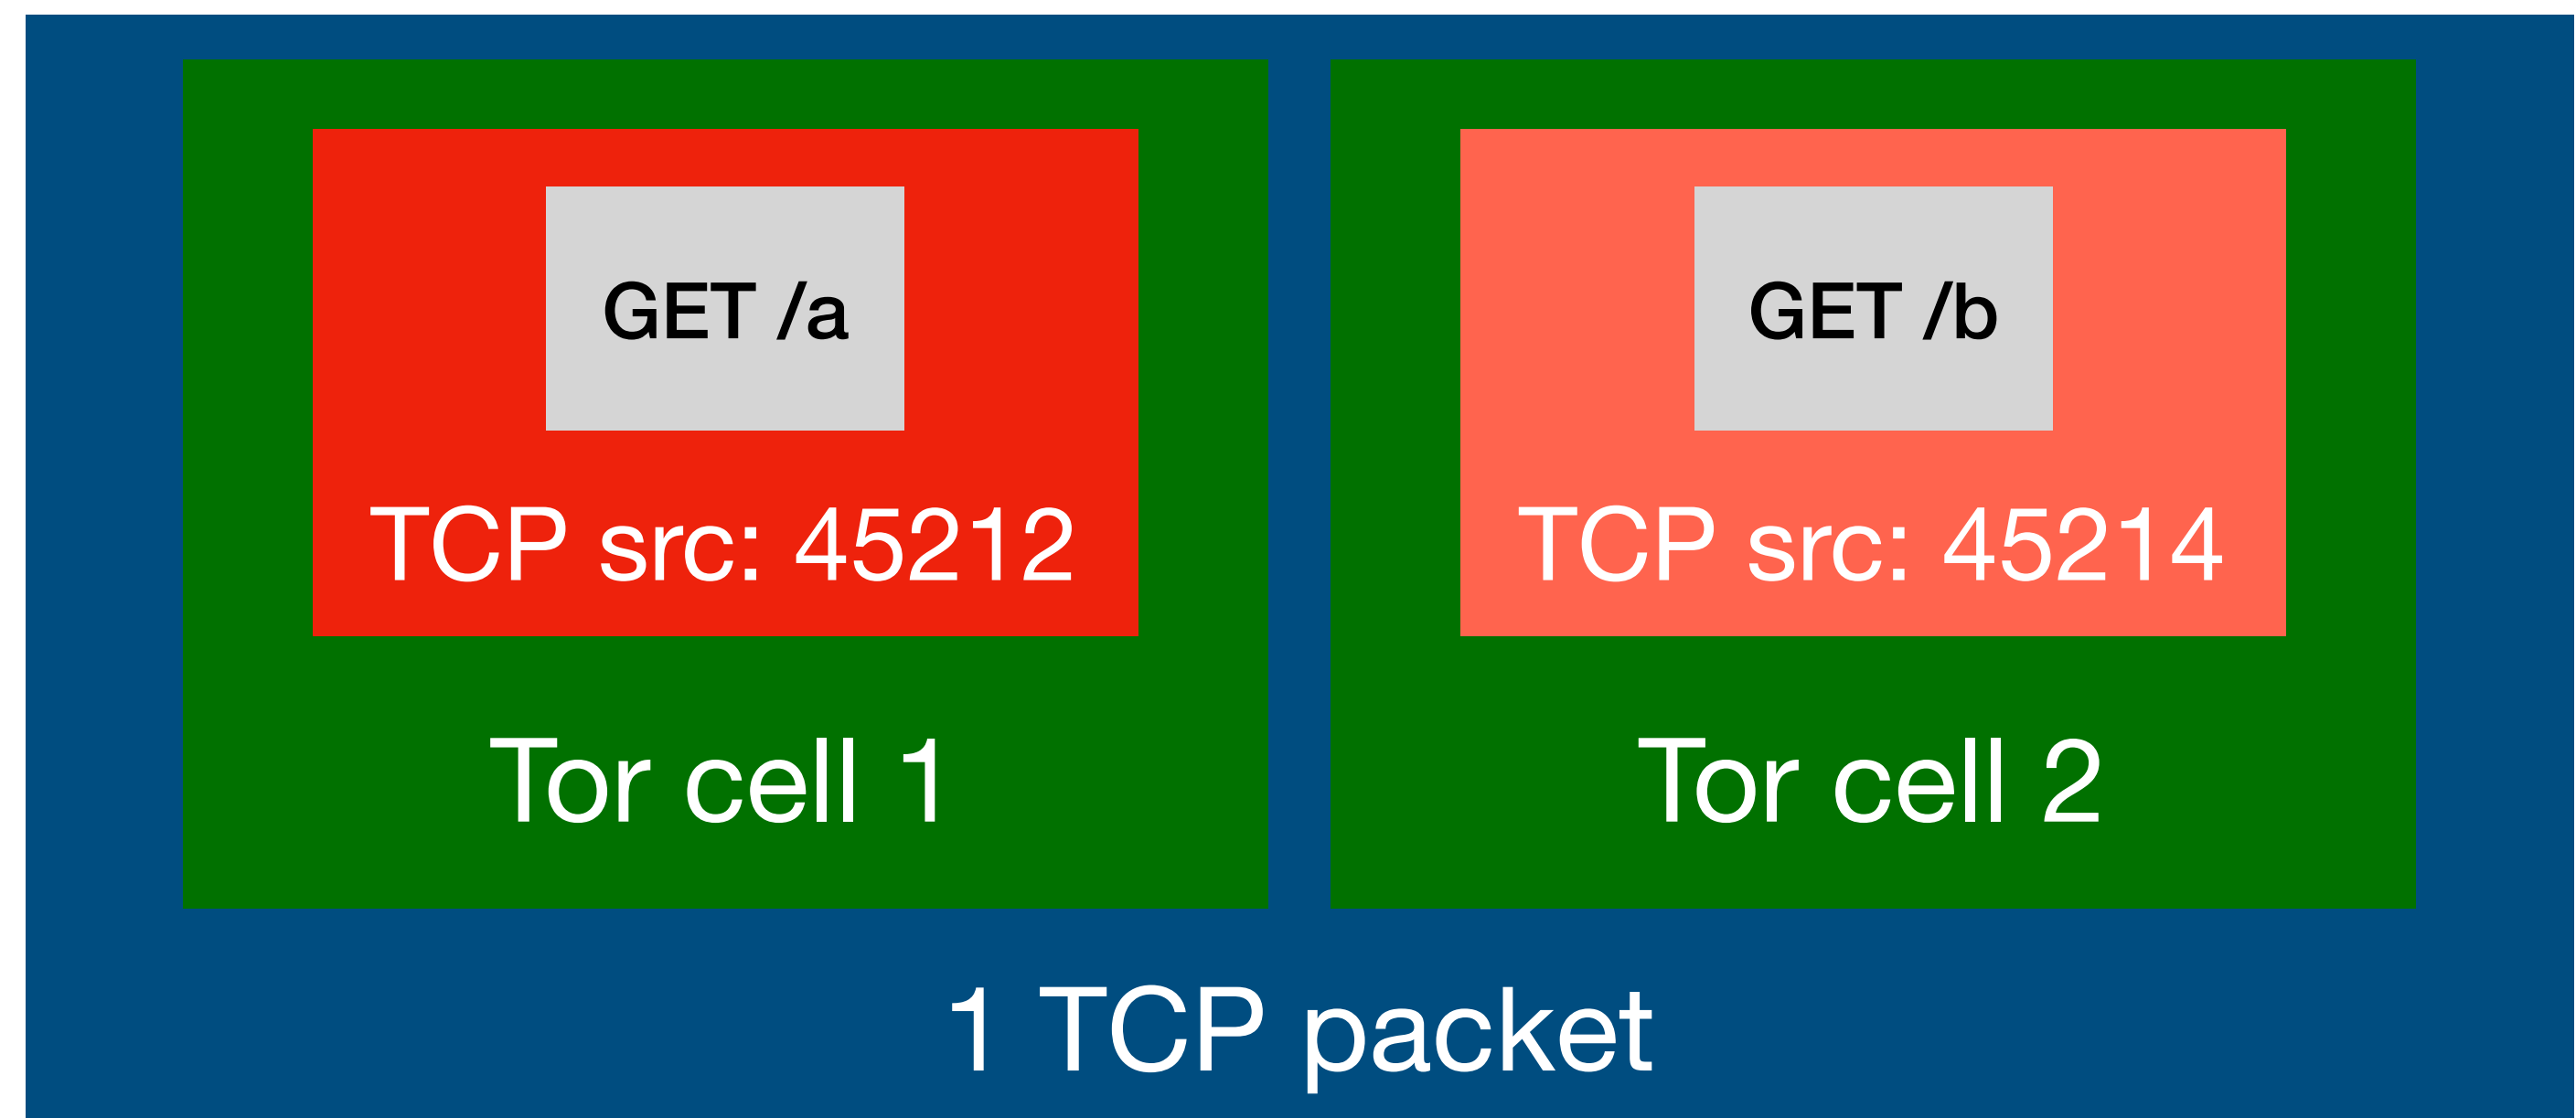 GET /a
TCP src: 45212
Tor cell 1
GET /b
TCP src: 45214
Tor cell 2
1 TCP packet